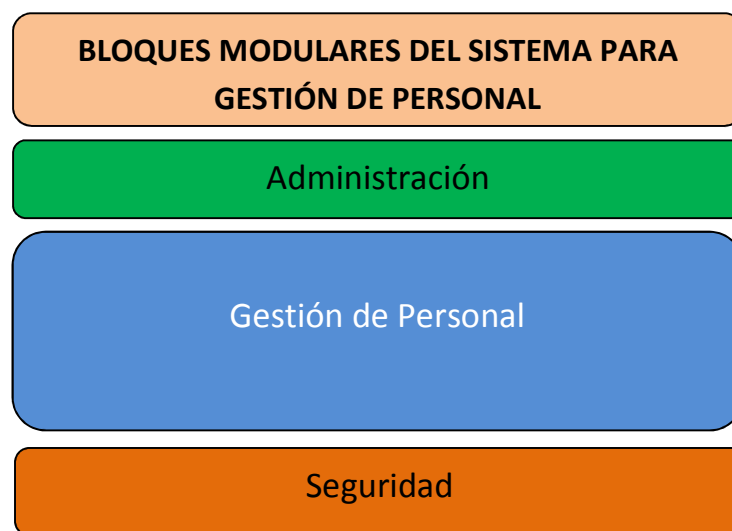 BLOQUES MODULARES DEL SISTEMA PARA
GESTIÓN DE PERSONAL
Administración
Gestión de Personal
Seguridad